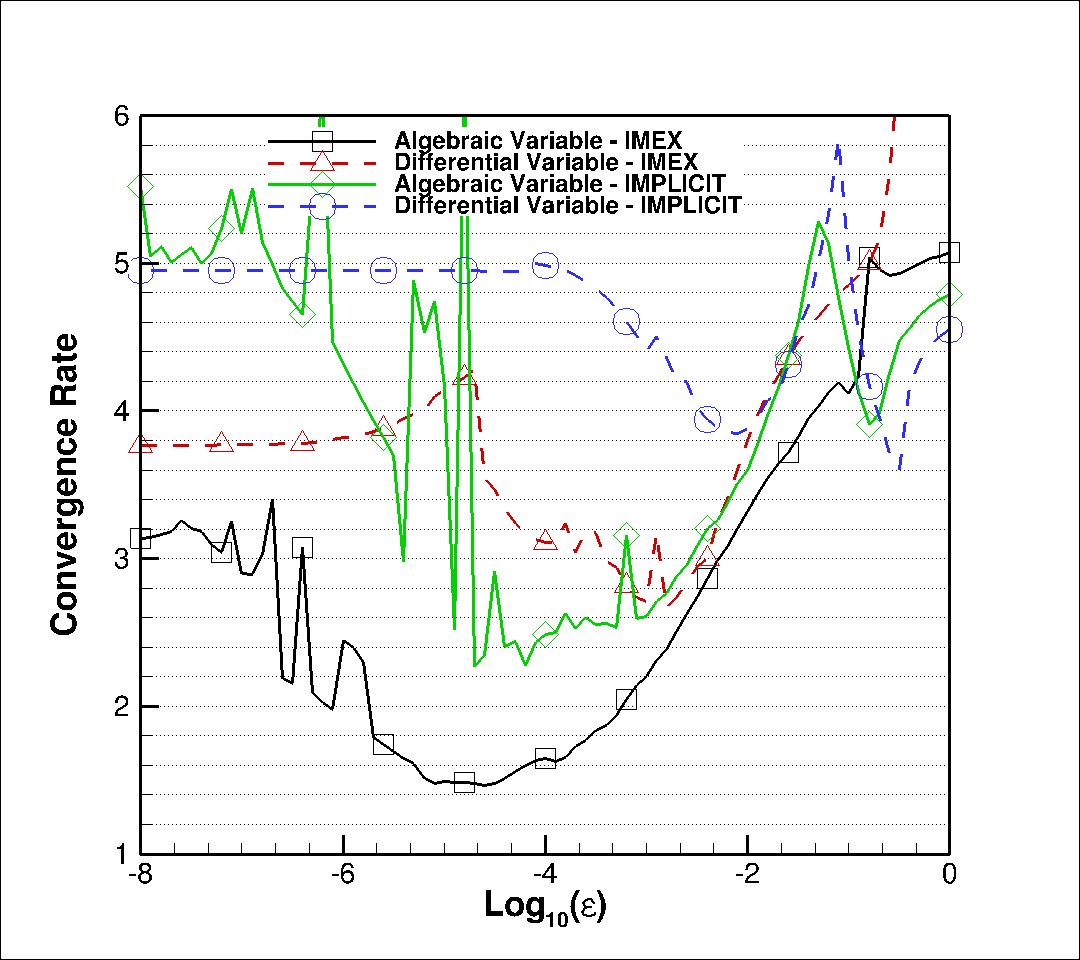 6
Algebraic Variable - IMEX
Differential Variable - IMEX
Algebraic Variable - IMPLICIT
Differential Variable - IMPLICIT
5
4
3
2
1
Convergence Rate
-8 -6 -4 -2 0
Log10(ε)